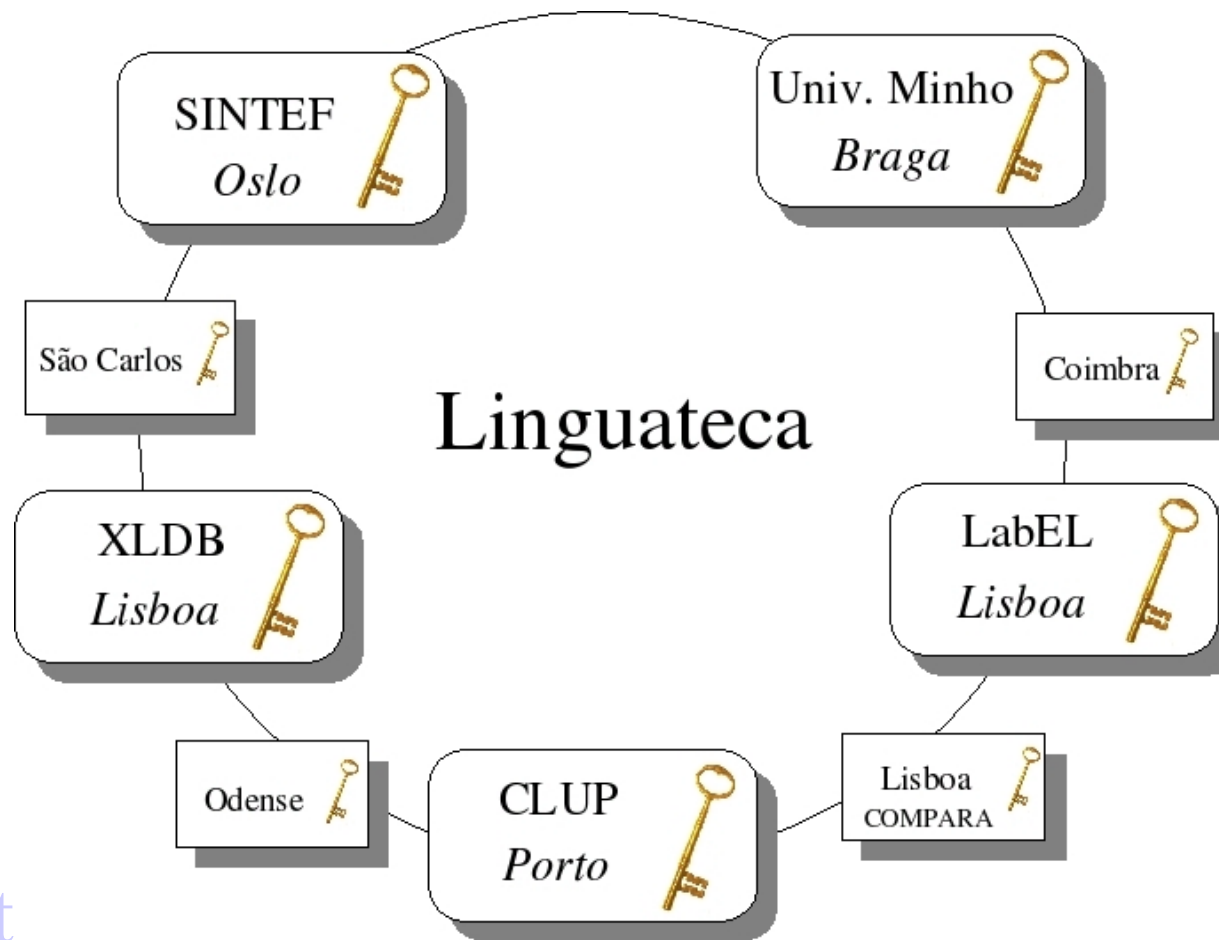 SINTEF
Oslo
Univ. Minho
Braga
São Carlos
Coimbra
Linguateca
XLDB
Lisboa
LabEL
Lisboa
Odense
CLUP
Porto
Lisboa
COMPARA
t